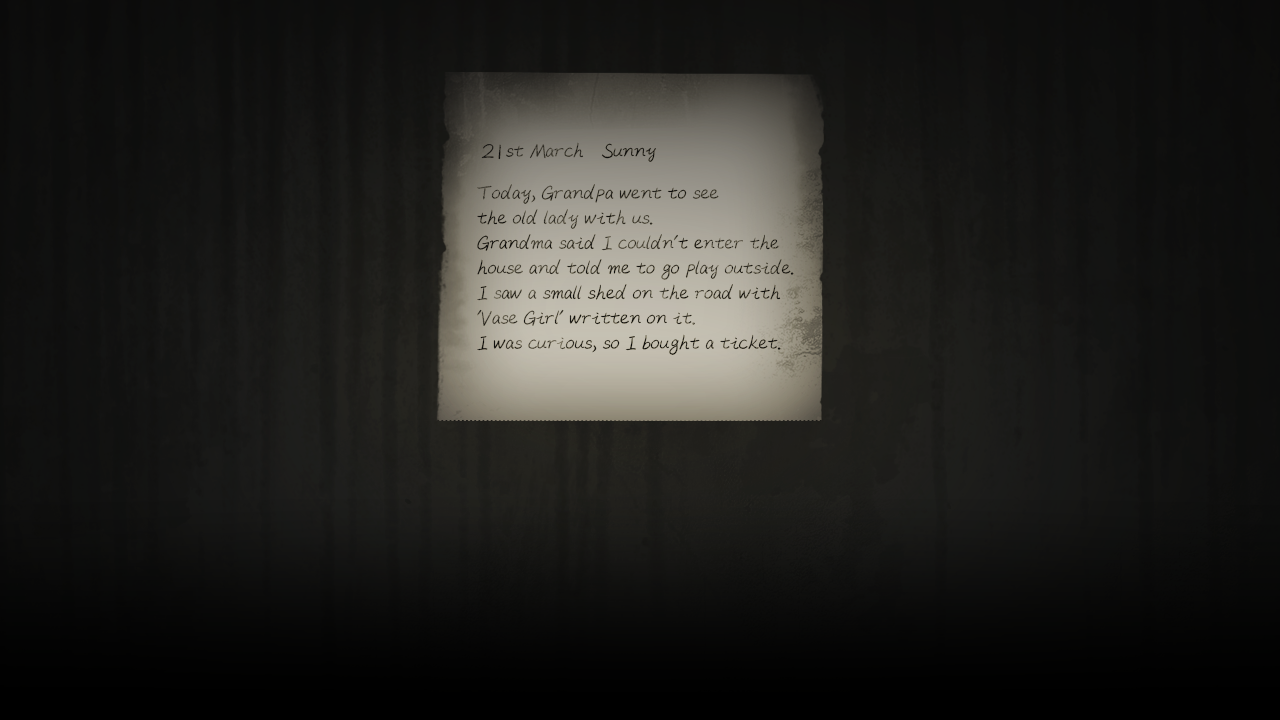 21st March Sunny
Today, Grandpa went to see
the old lady with us.
Grandma said I couldn't enter the
house and told me to go play outside.
I saw a small shed on the road with
'Vase Girl' written on it.
I was curious, so I bought a ticket.